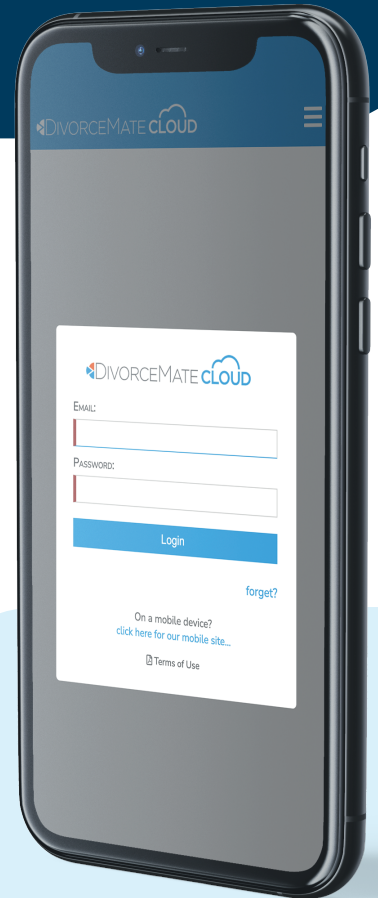 DIVORCEMATE CLOUD
DIVORCEMATE CLOUD
EMAIL:
PASSWORD:
Login
forget?
On a mobile device?
click here for our mobile site...
Terms of Use